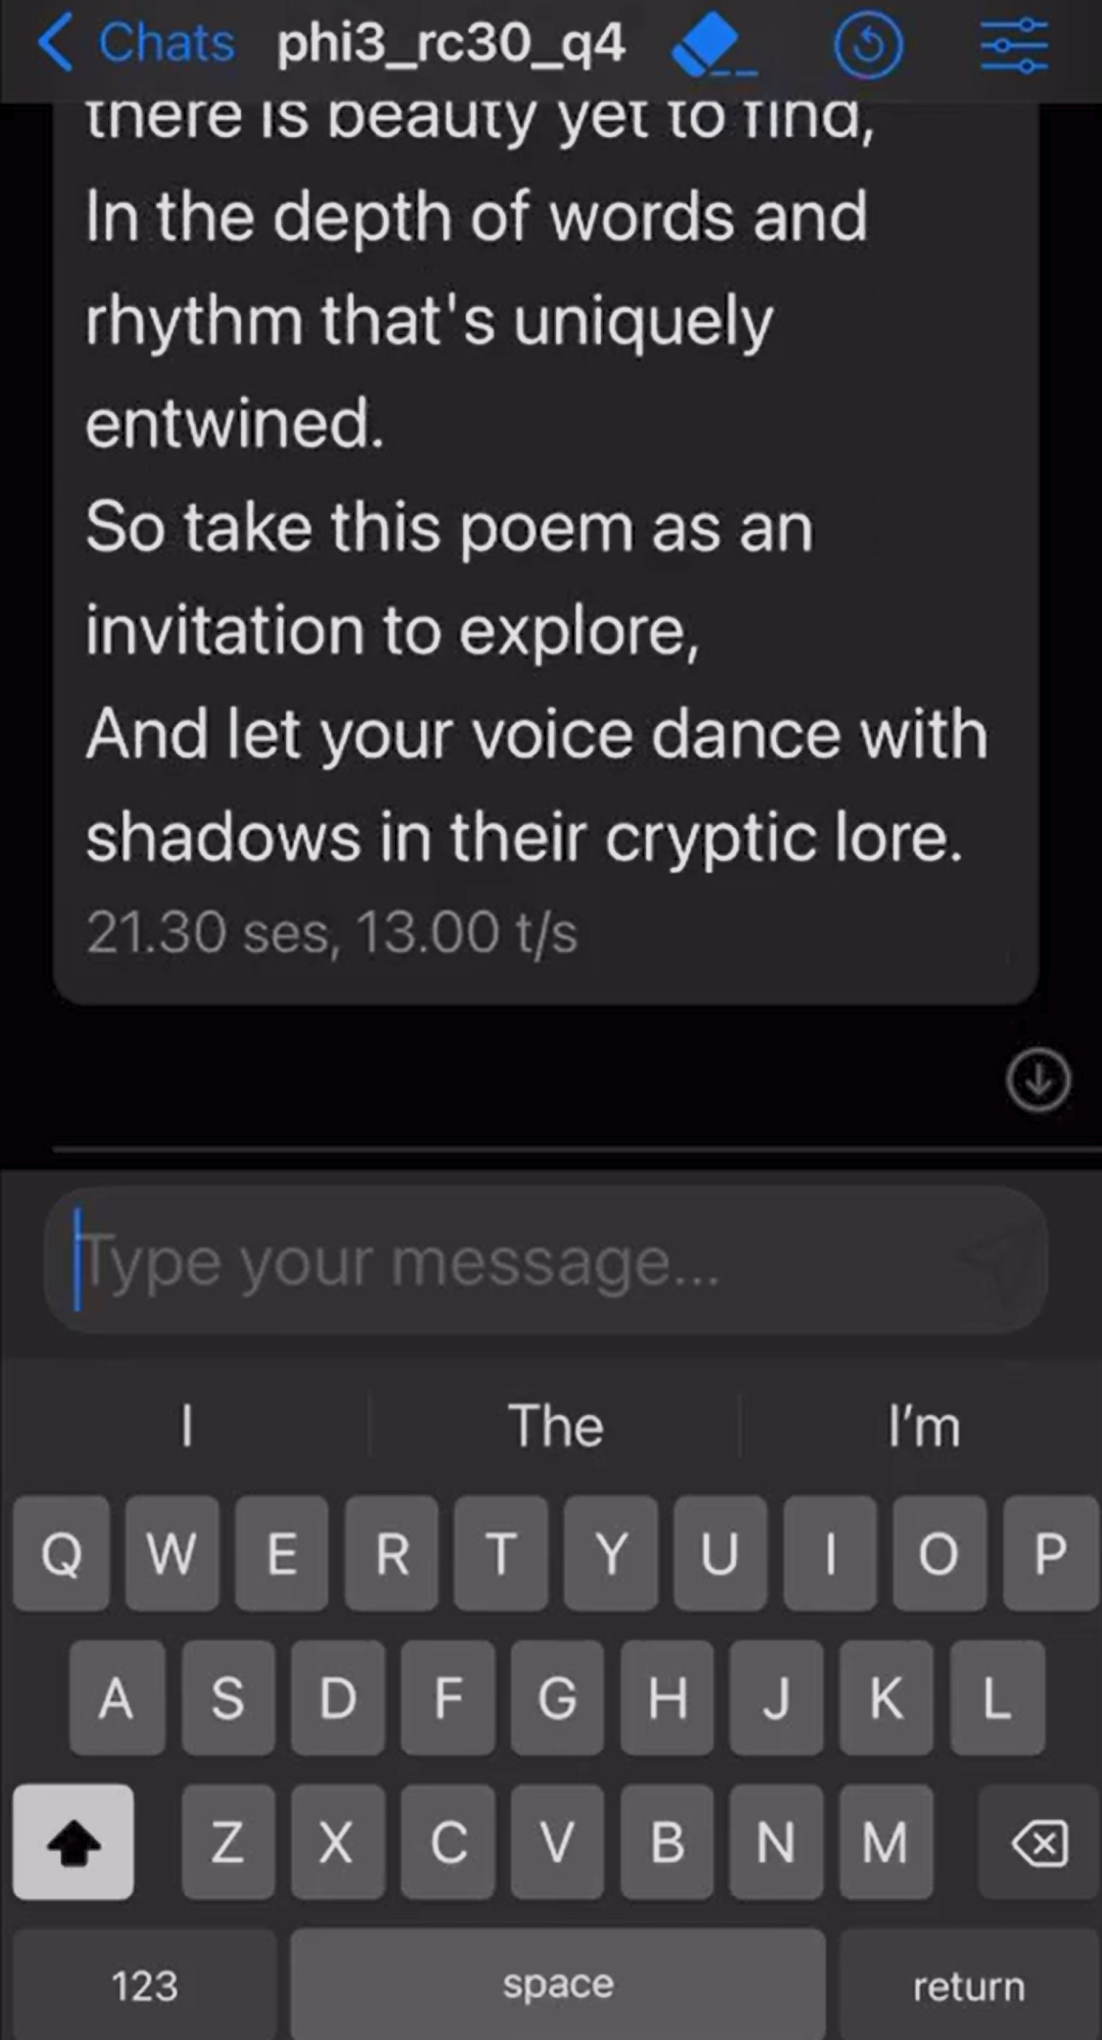 Chats phi3_rc30_q4
there is beauty yet to find,
In the depth of words and
rhythm that's uniquely
entwined.
So take this poem as an
invitation to explore,
And let your voice dance with
shadows in their cryptic lore.
21.30 ses, 13.00 t/s
Type your message...
I The I'm
Q W E R T Y U I O P
A S D F G H J K L
Z X C V B N M
123 space return